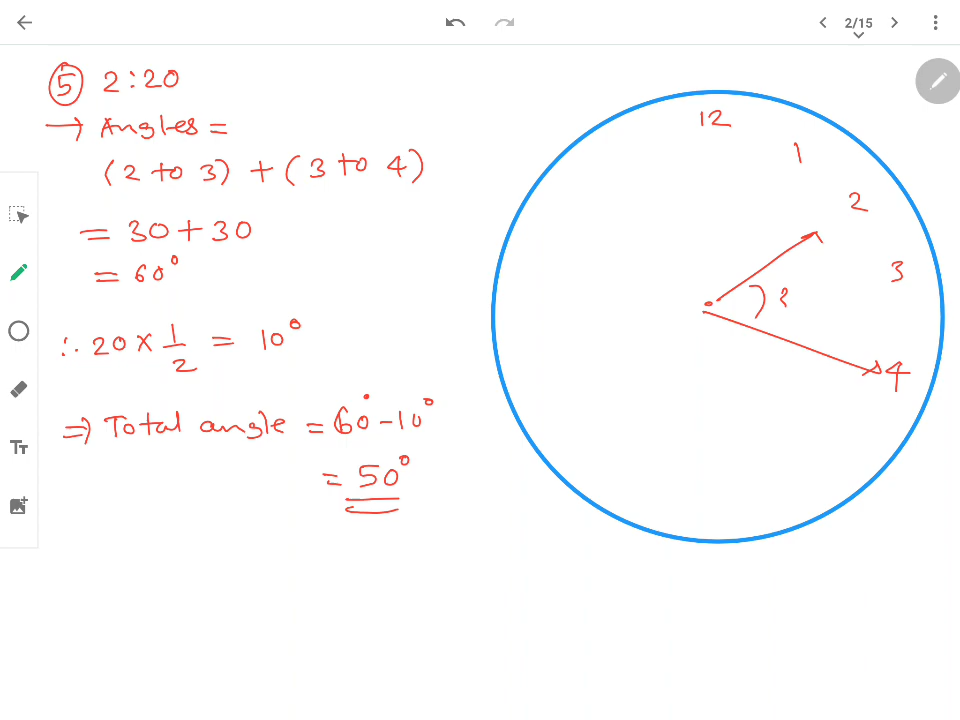 2/15
⑤ 2:20
→ Angles =
(2 to 3) + (3 to 4)
= 30+30
= 60°
∴ 20 × 1/2 = 10°
⇒ Total angle = 60°-10°
= 50°
12
1
2
3
?
4
Tт